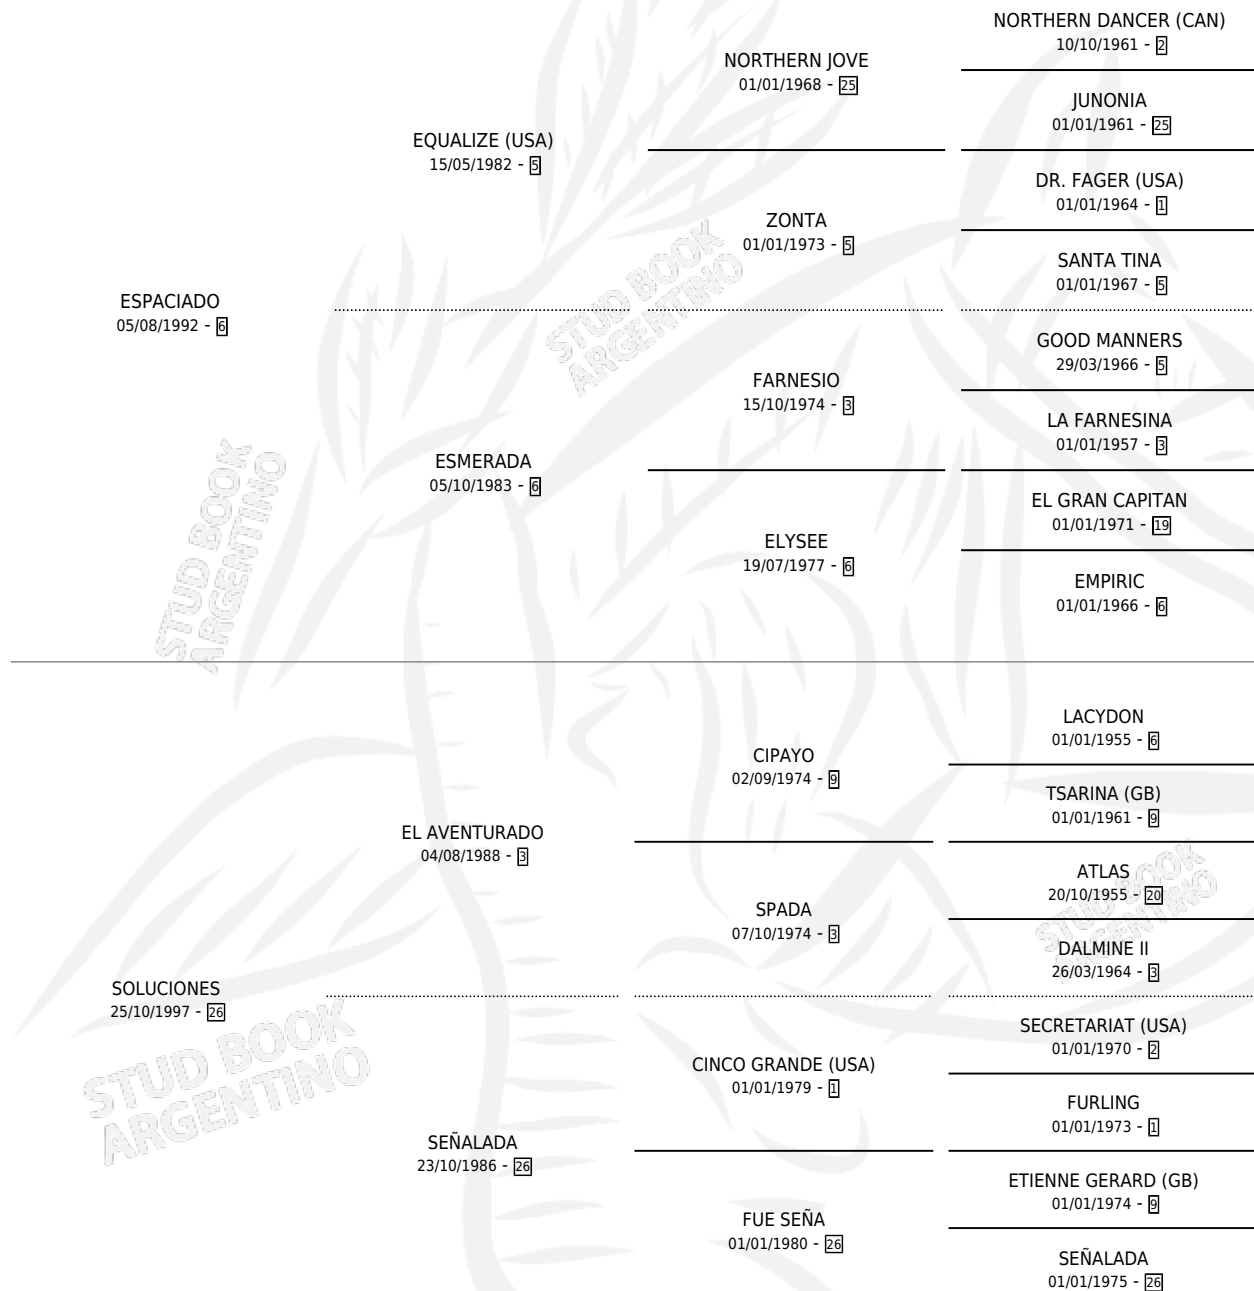 NORTHERN DANCER (CAN)
10/10/1961 - 2
NORTHERN JOVE
01/01/1968 - 25
JUNONIA
01/01/1961 - 25
EQUALIZE (USA)
15/05/1982 - 5
DR. FAGER (USA)
01/01/1964 - 1
ZONTA
01/01/1973 - 5
SANTA TINA
01/01/1967 - 5
ESPACIADO
05/08/1992 - 6
GOOD MANNERS
29/03/1966 - 5
FARNESIO
15/10/1974 - 3
LA FARNESINA
01/01/1957 - 3
ESMERADA
05/10/1983 - 6
EL GRAN CAPITAN
01/01/1971 - 19
ELYSEE
19/07/1977 - 6
EMPIRIC
01/01/1966 - 6
STUD BOOK
ARGENTINO
STUD BOOK
ARGENTINO
LACYDON
01/01/1955 - 6
CIPAYO
02/09/1974 - 9
TSARINA (GB)
01/01/1961 - 9
EL AVENTURADO
04/08/1988 - 3
ATLAS
20/10/1955 - 20
SPADA
07/10/1974 - 3
DALMINE II
26/03/1964 - 3
STUD BOOK
ARGENTINO
SOLUCIONES
25/10/1997 - 26
SECRETARIAT (USA)
01/01/1970 - 2
CINCO GRANDE (USA)
01/01/1979 - 1
FURLING
01/01/1973 - 1
STUD BOOK
ARGENTINO
SEÑALADA
23/10/1986 - 26
ETIENNE GERARD (GB)
01/01/1974 - 9
FUE SEÑA
01/01/1980 - 26
SEÑALADA
01/01/1975 - 26